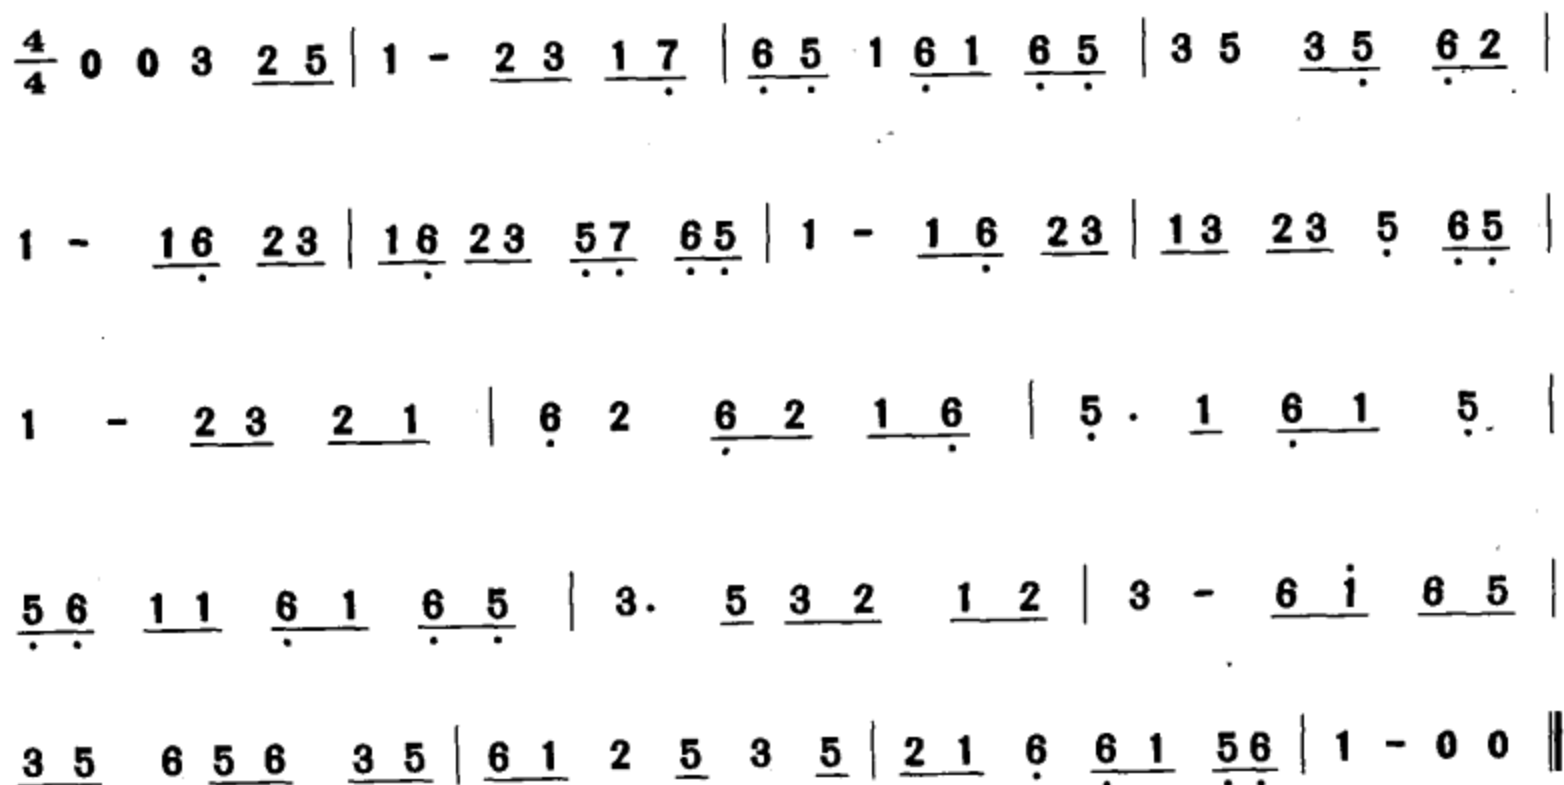 4/4 0 0 3 2 5 | 1 - 2 3 1 7̣ | 6̣ 5̣ 1 6̣ 1 6̣ 5̣ | 3 5 3 5̣ 6̣ 2 |
1 - 1 6̣ 2 3 | 1 6̣ 2 3 5̣ 7̣ 6̣ 5̣ | 1 - 1 6̣ 2 3 | 1 3 2 3 5̣ 6̣ 5̣ |
1 - 2 3 2 1 | 6̣ 2 6̣ 2 1 6̣ | 5̣ · 1 6̣ 1 5̣ |
5̣ 6̣ 1 1 6̣ 1 6̣ 5̣ | 3 . 5 3 2 1 2 | 3 - 6 1̇ 6 5 |
3 5 6 5 6 3 5 | 6 1 2 5 3 5 | 2 1 6̣ 6̣ 1 5̣ 6̣ | 1 - 0 0 ‖